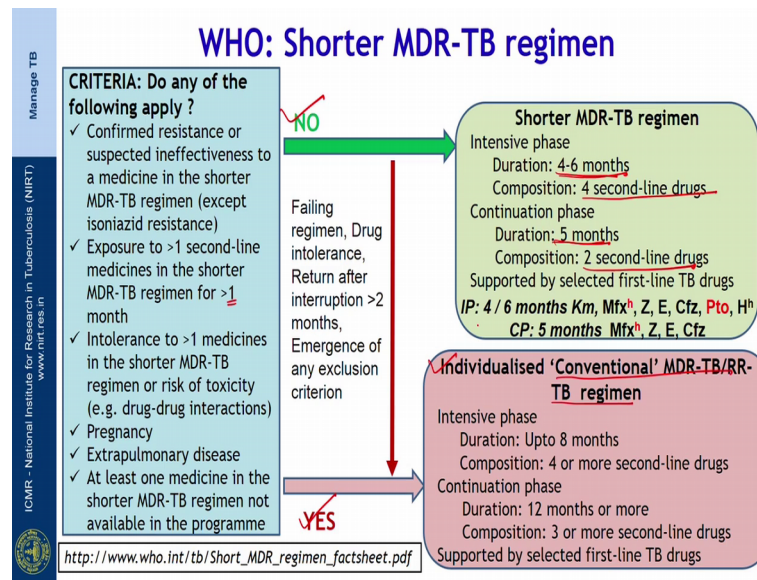 WHO: Shorter MDR-TB regimen
Manage TB
ICMR - National Institute for Research in Tuberculosis (NIRT)
www.nirt.res.in
CRITERIA: Do any of the
following apply ?
✓ Confirmed resistance or
suspected ineffectiveness to
a medicine in the shorter
MDR-TB regimen (except
isoniazid resistance)
✓ Exposure to >1 second-line
medicines in the shorter
MDR-TB regimen for >1
month
✓ Intolerance to >1 medicines
in the shorter MDR-TB
regimen or risk of toxicity
(e.g. drug-drug interactions)
✓ Pregnancy
✓ Extrapulmonary disease
✓ At least one medicine in the
shorter MDR-TB regimen not
available in the programme
NO
Failing
regimen, Drug
intolerance,
Return after
interruption >2
months,
Emergence of
any exclusion
criterion
YES
Shorter MDR-TB regimen
Intensive phase
Duration: 4-6 months
Composition: 4 second-line drugs
Continuation phase
Duration: 5 months
Composition: 2 second-line drugs
Supported by selected first-line TB drugs
IP: 4 / 6 months Km, Mfxʰ, Z, E, Cfz, Pto, Hʰ
CP: 5 months Mfxʰ, Z, E, Cfz
Individualised ‘Conventional’ MDR-TB/RR-
TB regimen
Intensive phase
Duration: Upto 8 months
Composition: 4 or more second-line drugs
Continuation phase
Duration: 12 months or more
Composition: 3 or more second-line drugs
Supported by selected first-line TB drugs
http://www.who.int/tb/Short_MDR_regimen_factsheet.pdf